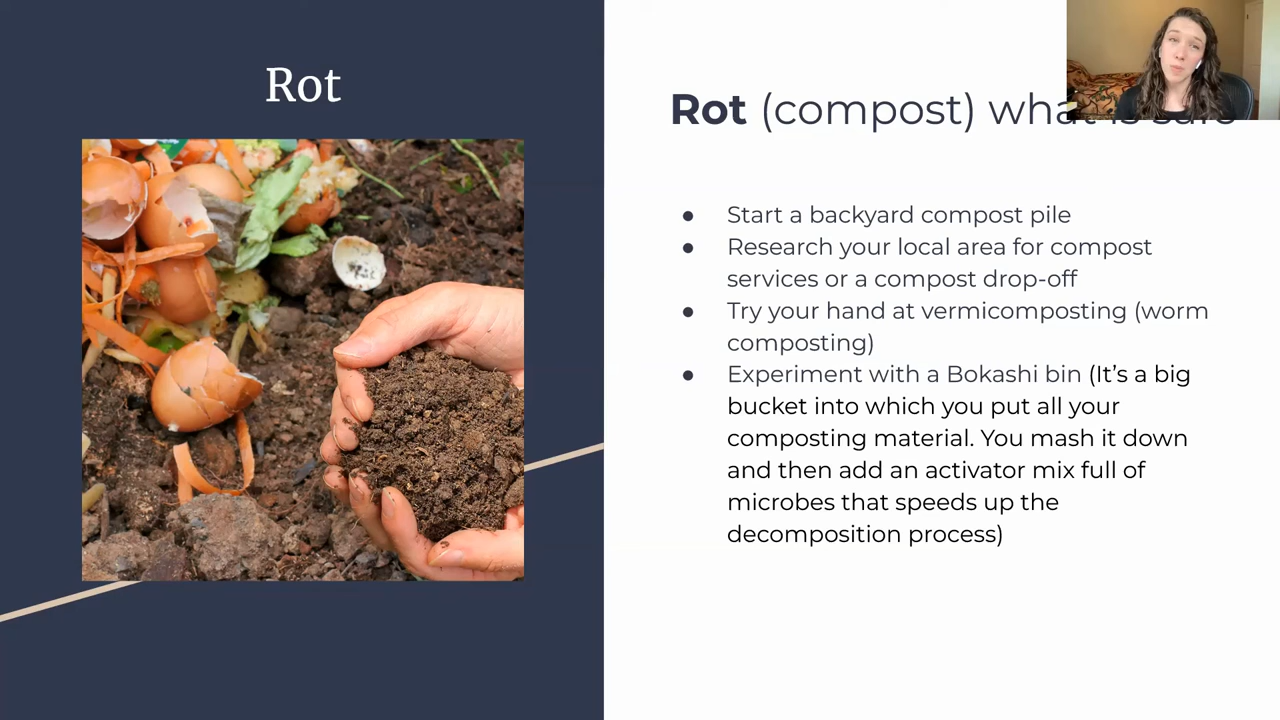 Rot
Rot (compost) what is safe
● Start a backyard compost pile
● Research your local area for compost
services or a compost drop-off
● Try your hand at vermicomposting (worm
composting)
● Experiment with a Bokashi bin (It’s a big
bucket into which you put all your
composting material. You mash it down
and then add an activator mix full of
microbes that speeds up the
decomposition process)